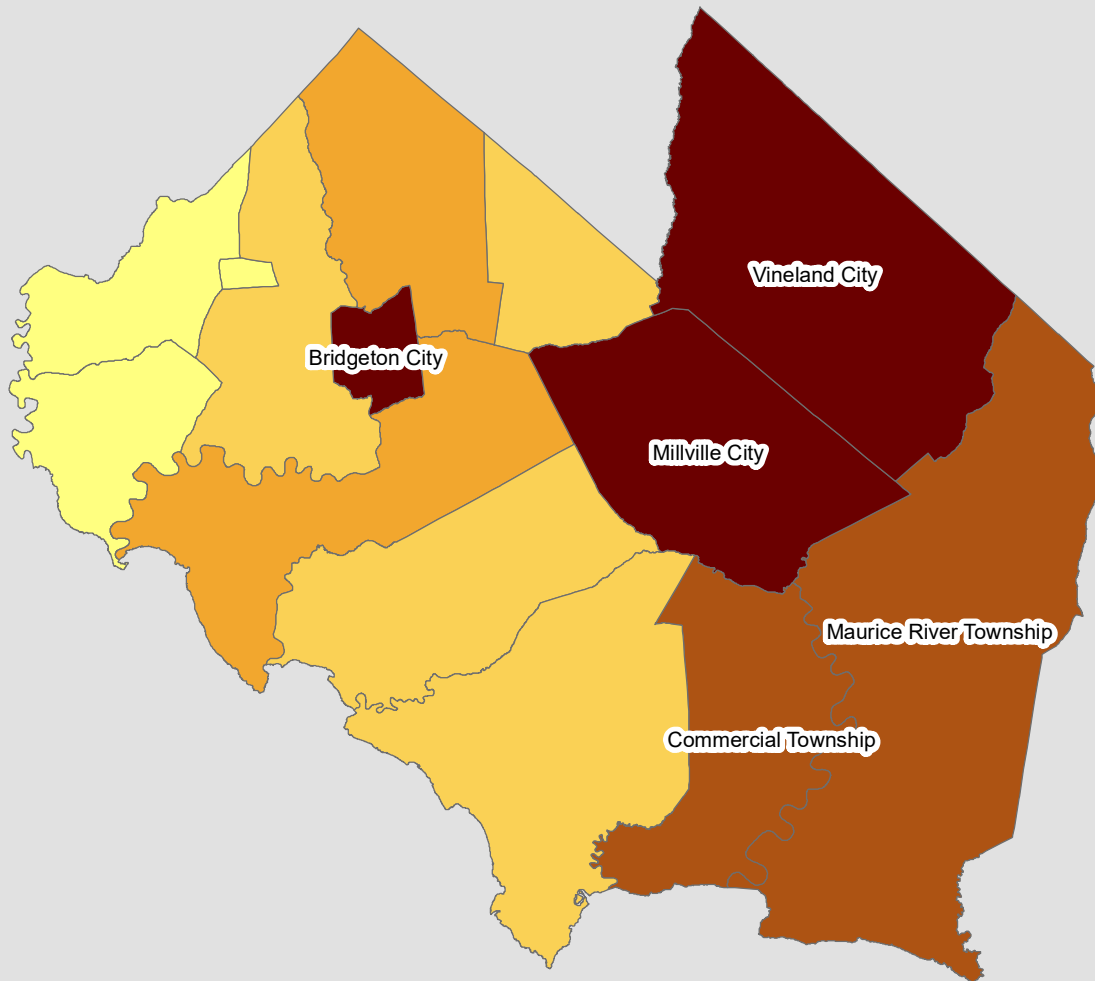 Vineland City
Bridgeton City
Millville City
Maurice River Township
Commercial Township